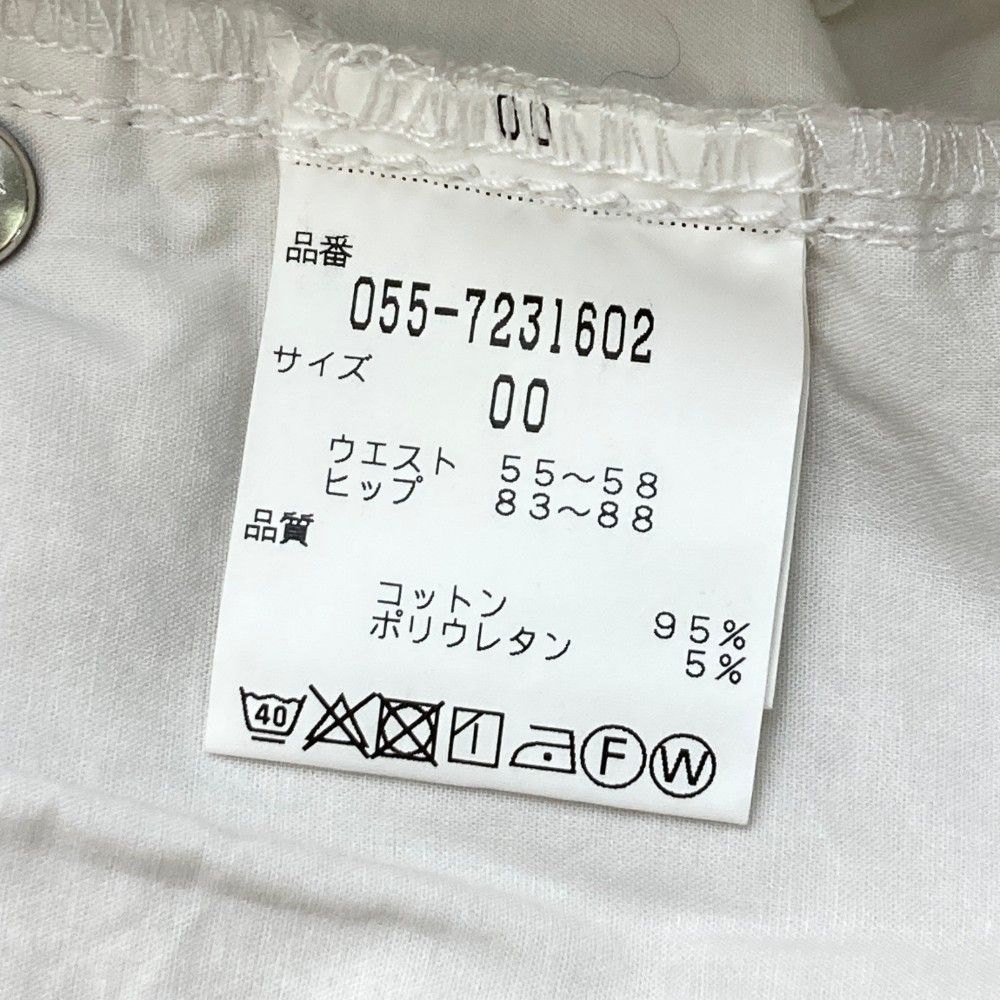 00
品番
055-7231602
サイズ
00
ウエスト 55～58
ヒップ 83～88
品質
コットン 95%
ポリウレタン 5%
40 F W